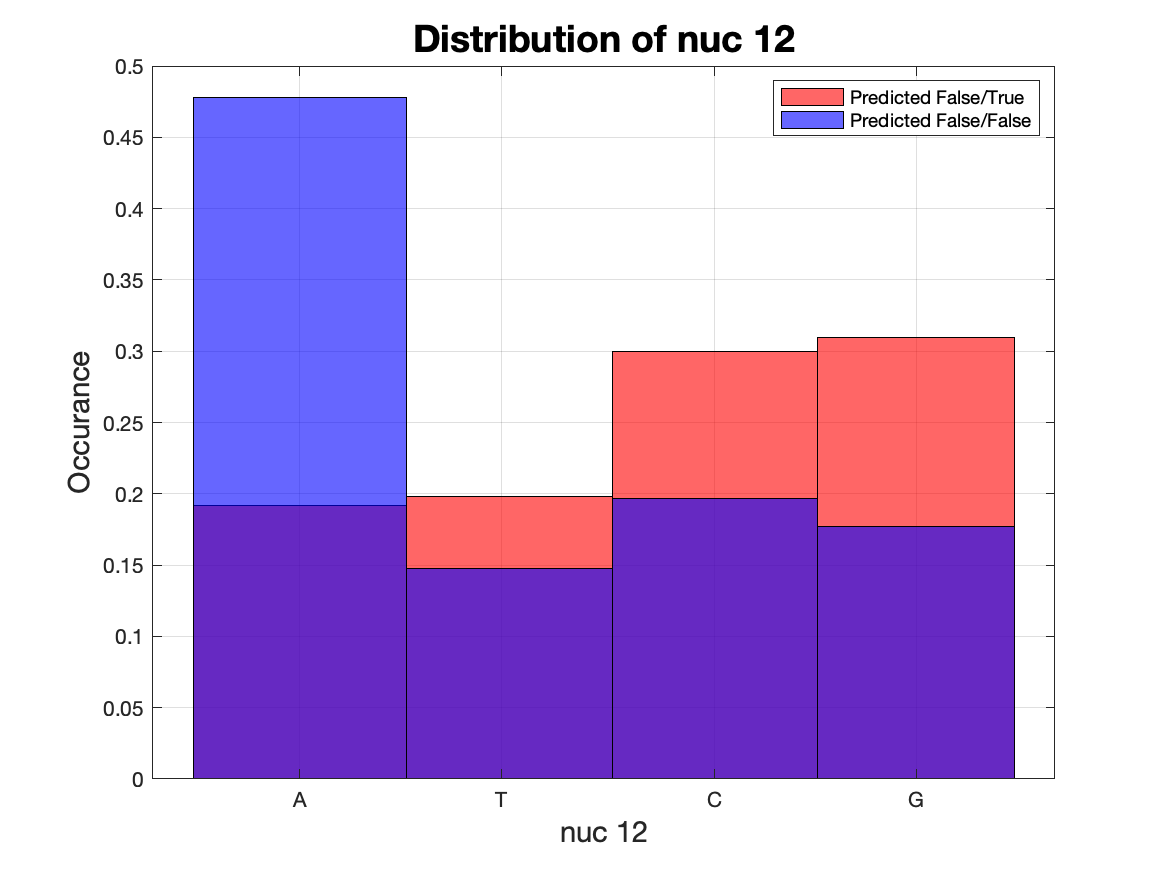 Distribution of nuc 12
Predicted False/True
Predicted False/False
0.5
0.45
0.4
0.35
0.3
0.25
0.2
0.15
0.1
0.05
0
Occurance
A T C G
nuc 12